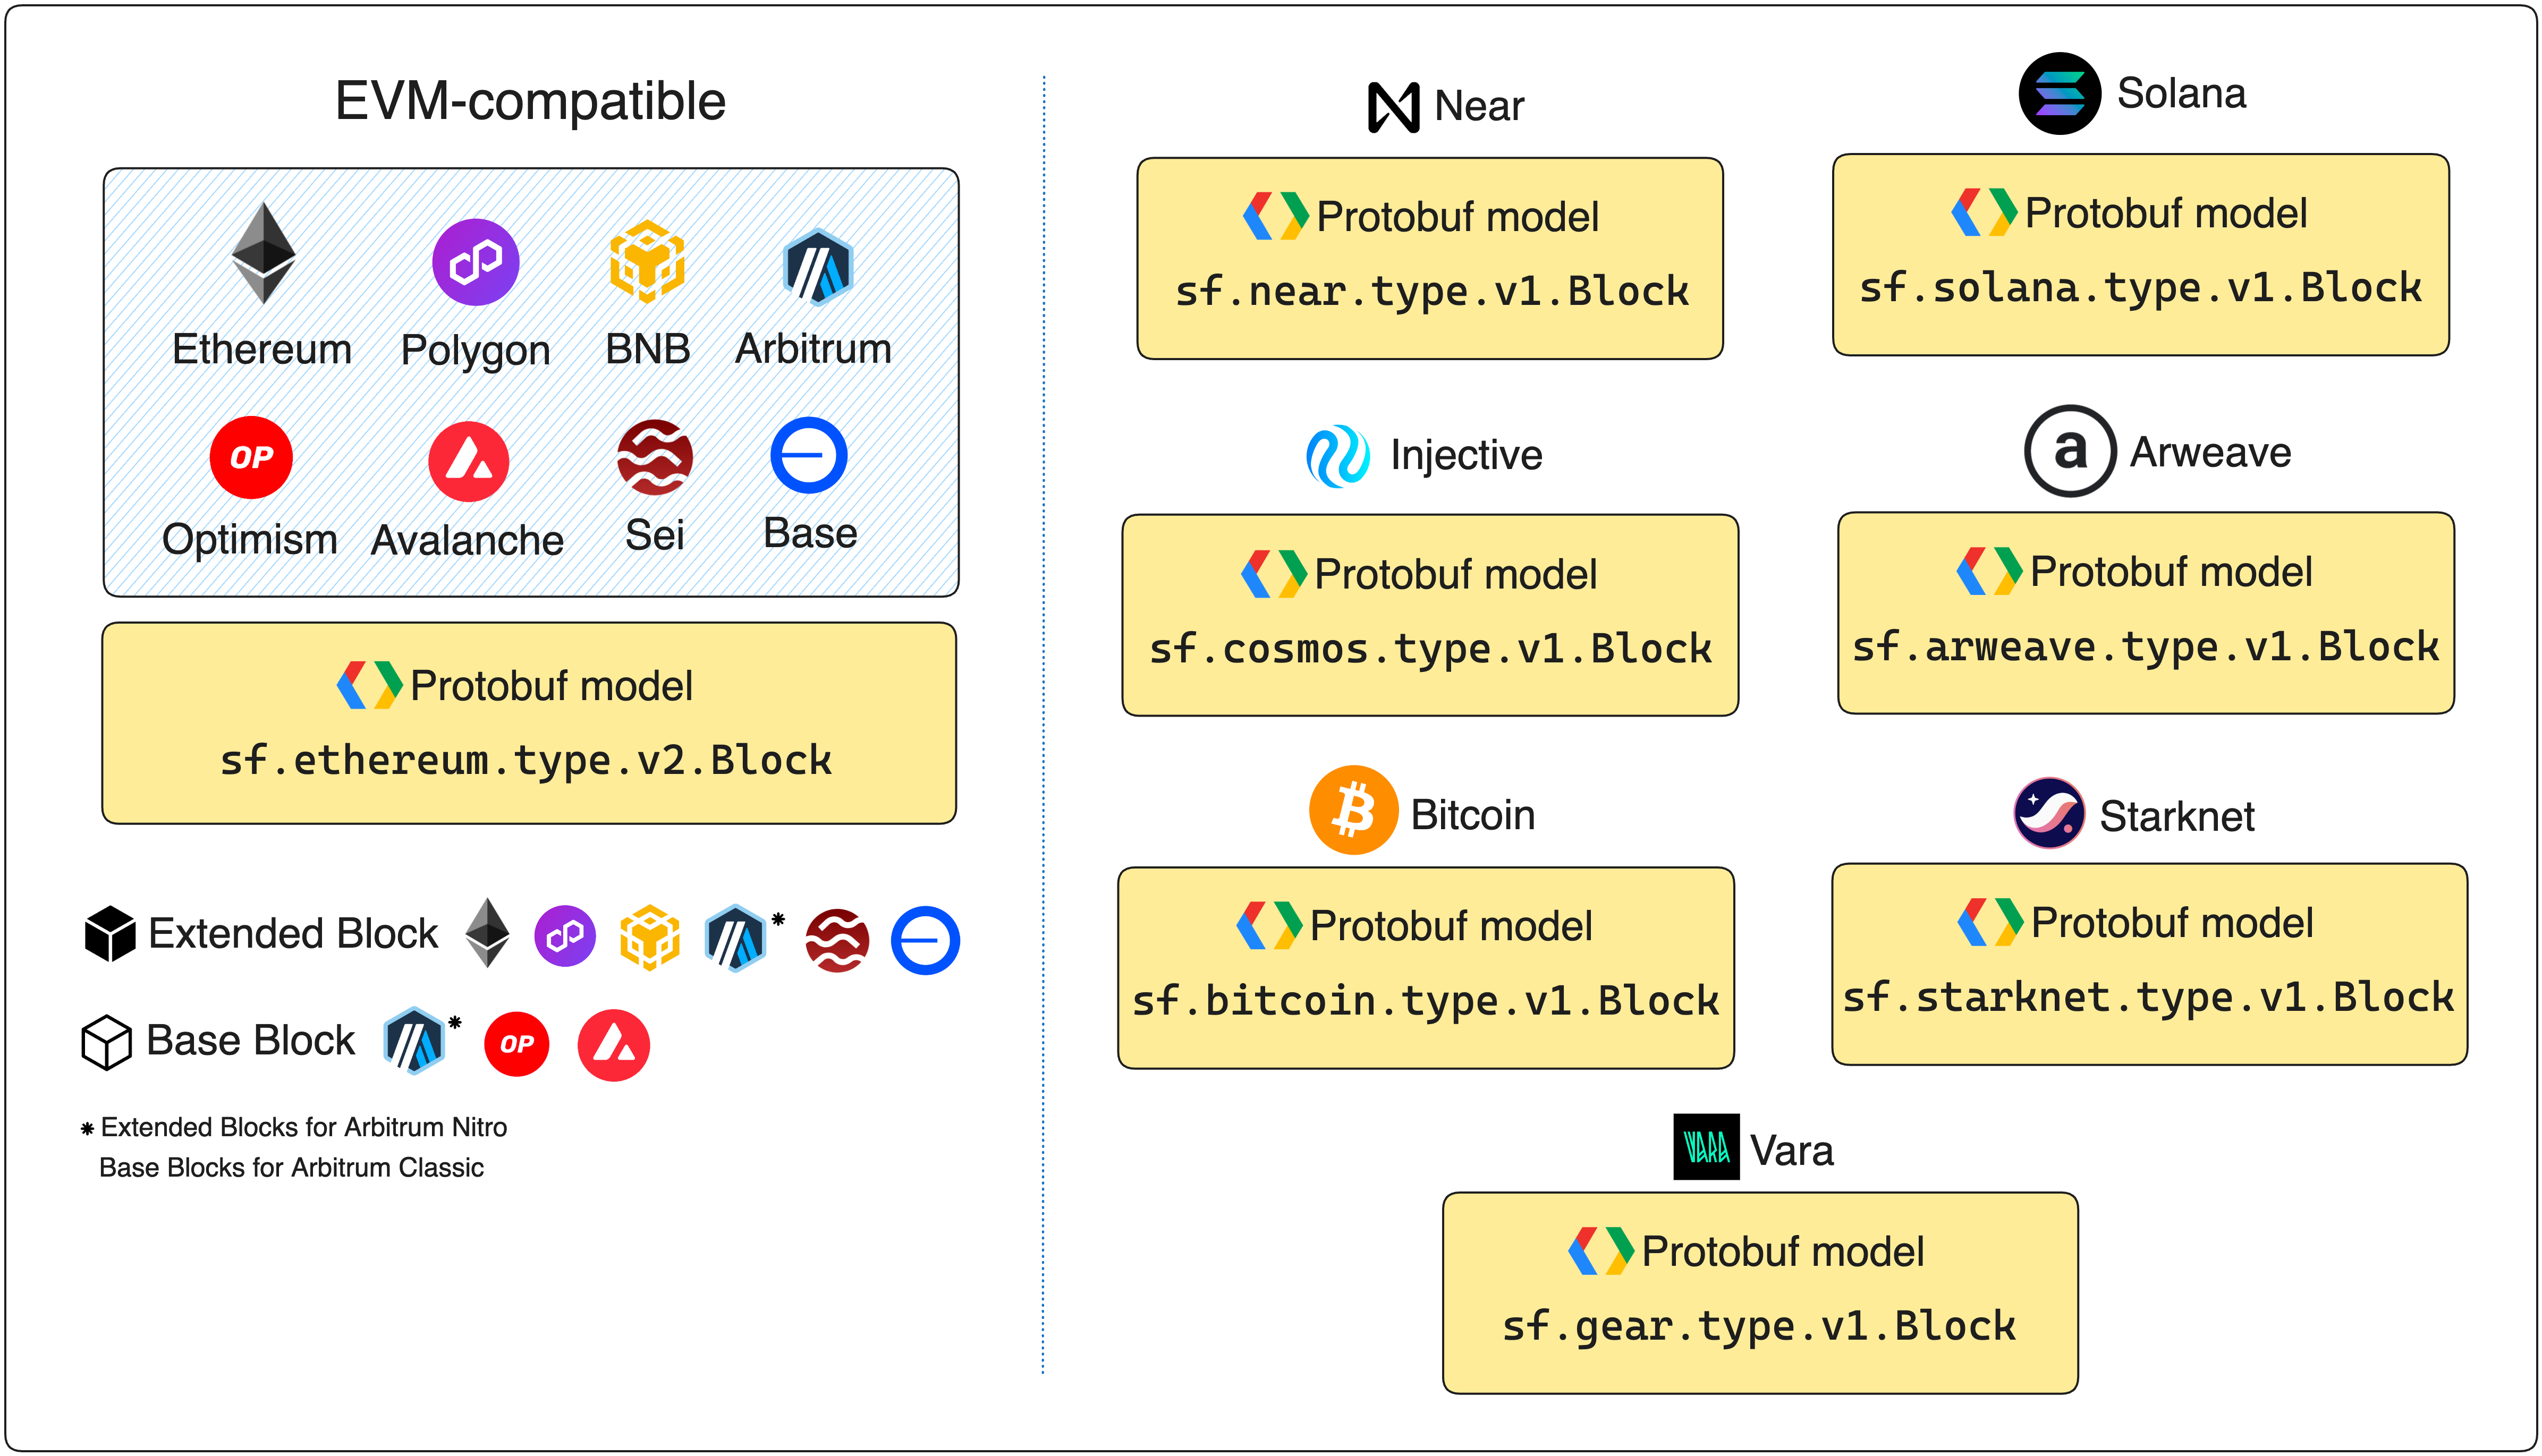 EVM-compatible
Ethereum
Polygon
BNB
Arbitrum
OP
Optimism
Avalanche
Sei
Base
Protobuf model
sf.ethereum.type.v2.Block
Extended Block *
Base Block * OP
* Extended Blocks for Arbitrum Nitro
Base Blocks for Arbitrum Classic
Near
Protobuf model
sf.near.type.v1.Block
Solana
Protobuf model
sf.solana.type.v1.Block
Injective
Protobuf model
sf.cosmos.type.v1.Block
a Arweave
Protobuf model
sf.arweave.type.v1.Block
Bitcoin
Protobuf model
sf.bitcoin.type.v1.Block
Starknet
Protobuf model
sf.starknet.type.v1.Block
VARA Vara
Protobuf model
sf.gear.type.v1.Block